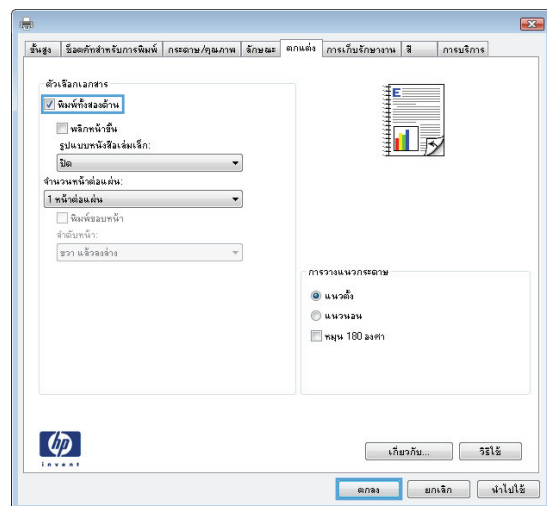 ขั้นสูง ช็อตคัทสำหรับการพิมพ์ กระดาษ/คุณภาพ ลักษณะ ตกแต่ง การเก็บรักษางาน สี การบริการ
ตัวเลือกเอกสาร
พิมพ์ทั้งสองด้าน
พลิกหน้าขึ้น
รูปแบบหนังสือเล่มเล็ก:
ปิด
จำนวนหน้าต่อแผ่น:
1 หน้าต่อแผ่น
พิมพ์ขอบหน้า
ลำดับหน้า:
ขวา แล้วลงล่าง
E
การวางแนวกระดาษ
แนวตั้ง
แนวนอน
หมุน 180 องศา
hp
invent
เกี่ยวกับ... วิธีใช้
ตกลง ยกเลิก นำไปใช้